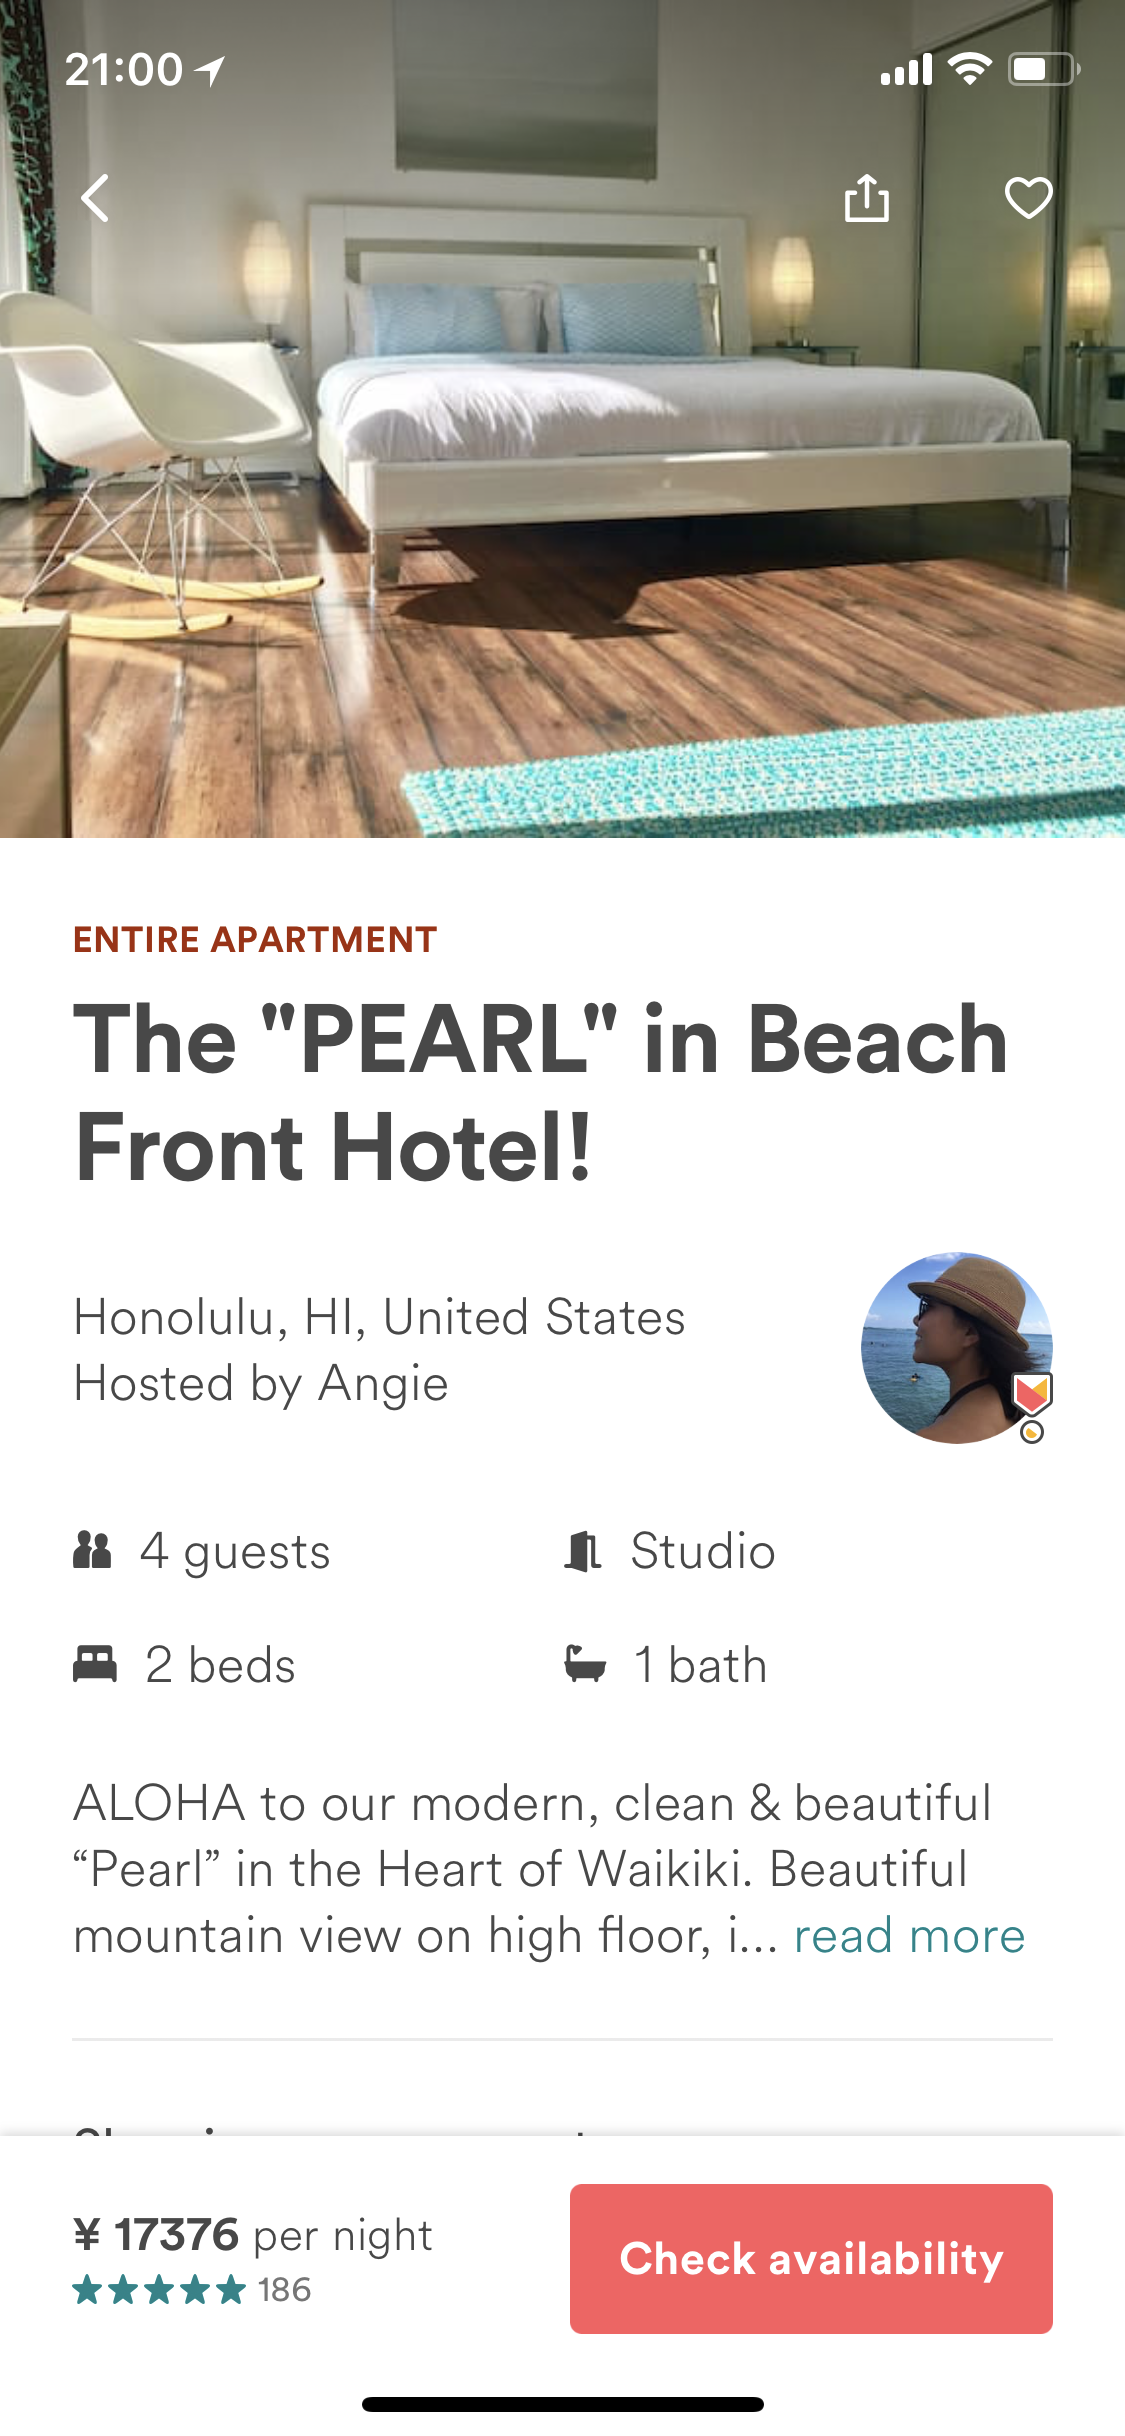 21:00
ENTIRE APARTMENT
The "PEARL" in Beach
Front Hotel!
Honolulu, HI, United States
Hosted by Angie
4 guests
Studio
2 beds
1 bath
ALOHA to our modern, clean & beautiful
“Pearl” in the Heart of Waikiki. Beautiful
mountain view on high floor, i... read more
¥ 17376 per night
186
Check availability